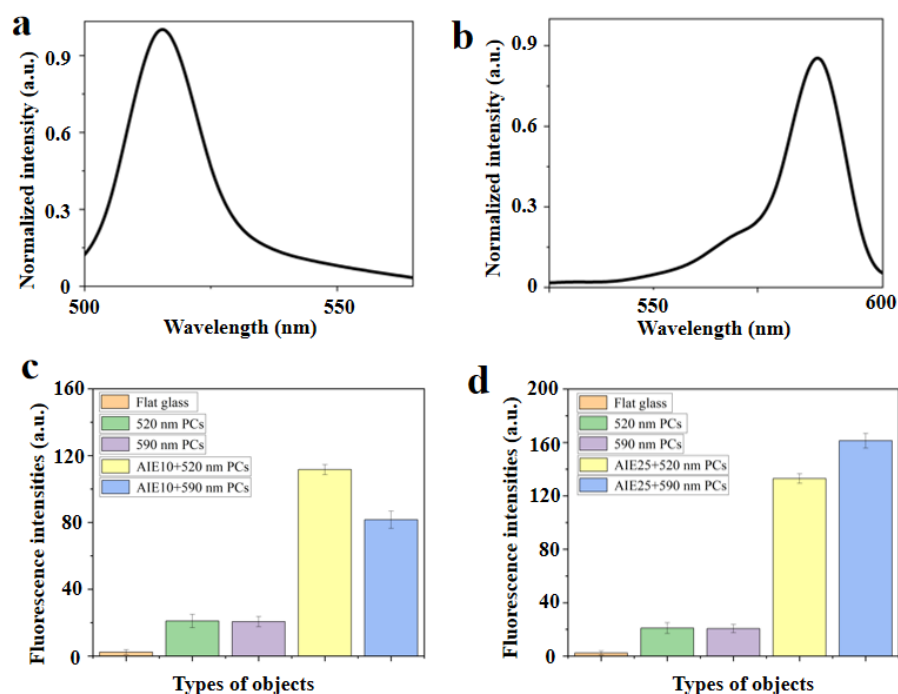 a
Normalized intensity (a.u.)
0.9
0.6
0.3
0
500
550
Wavelength (nm)
b
Normalized intensity (a.u.)
0.9
0.6
0.3
0
550
600
Wavelength (nm)
c
Fluorescence intensities (a.u.)
160
120
80
40
0
Flat glass
520 nm PCs
590 nm PCs
AIE10+520 nm PCs
AIE10+590 nm PCs
Types of objects
d
Fluorescence intensities (a.u.)
200
160
120
80
40
0
Flat glass
520 nm PCs
590 nm PCs
AIE25+520 nm PCs
AIE25+590 nm PCs
Types of objects